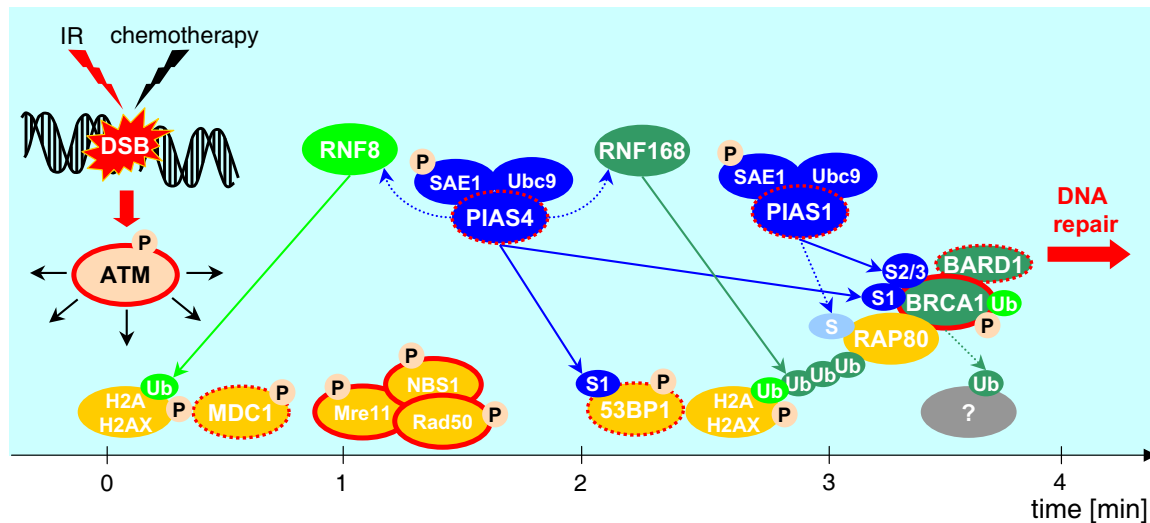 IR
chemotherapy
DSB
P
ATM
RNF8
P
SAE1
Ubc9
PIAS4
RNF168
P
SAE1
Ubc9
PIAS1
DNA
repair
S2/3
BARD1
S1
BRCA1
Ub
P
S
RAP80
Ub
H2A
H2AX
P
MDC1
P
P
Mre11
P
NBS1
Rad50
P
S1
P
53BP1
H2A
H2AX
Ub
P
Ub
Ub
Ub
Ub
?
0
1
2
3
4
time [min]